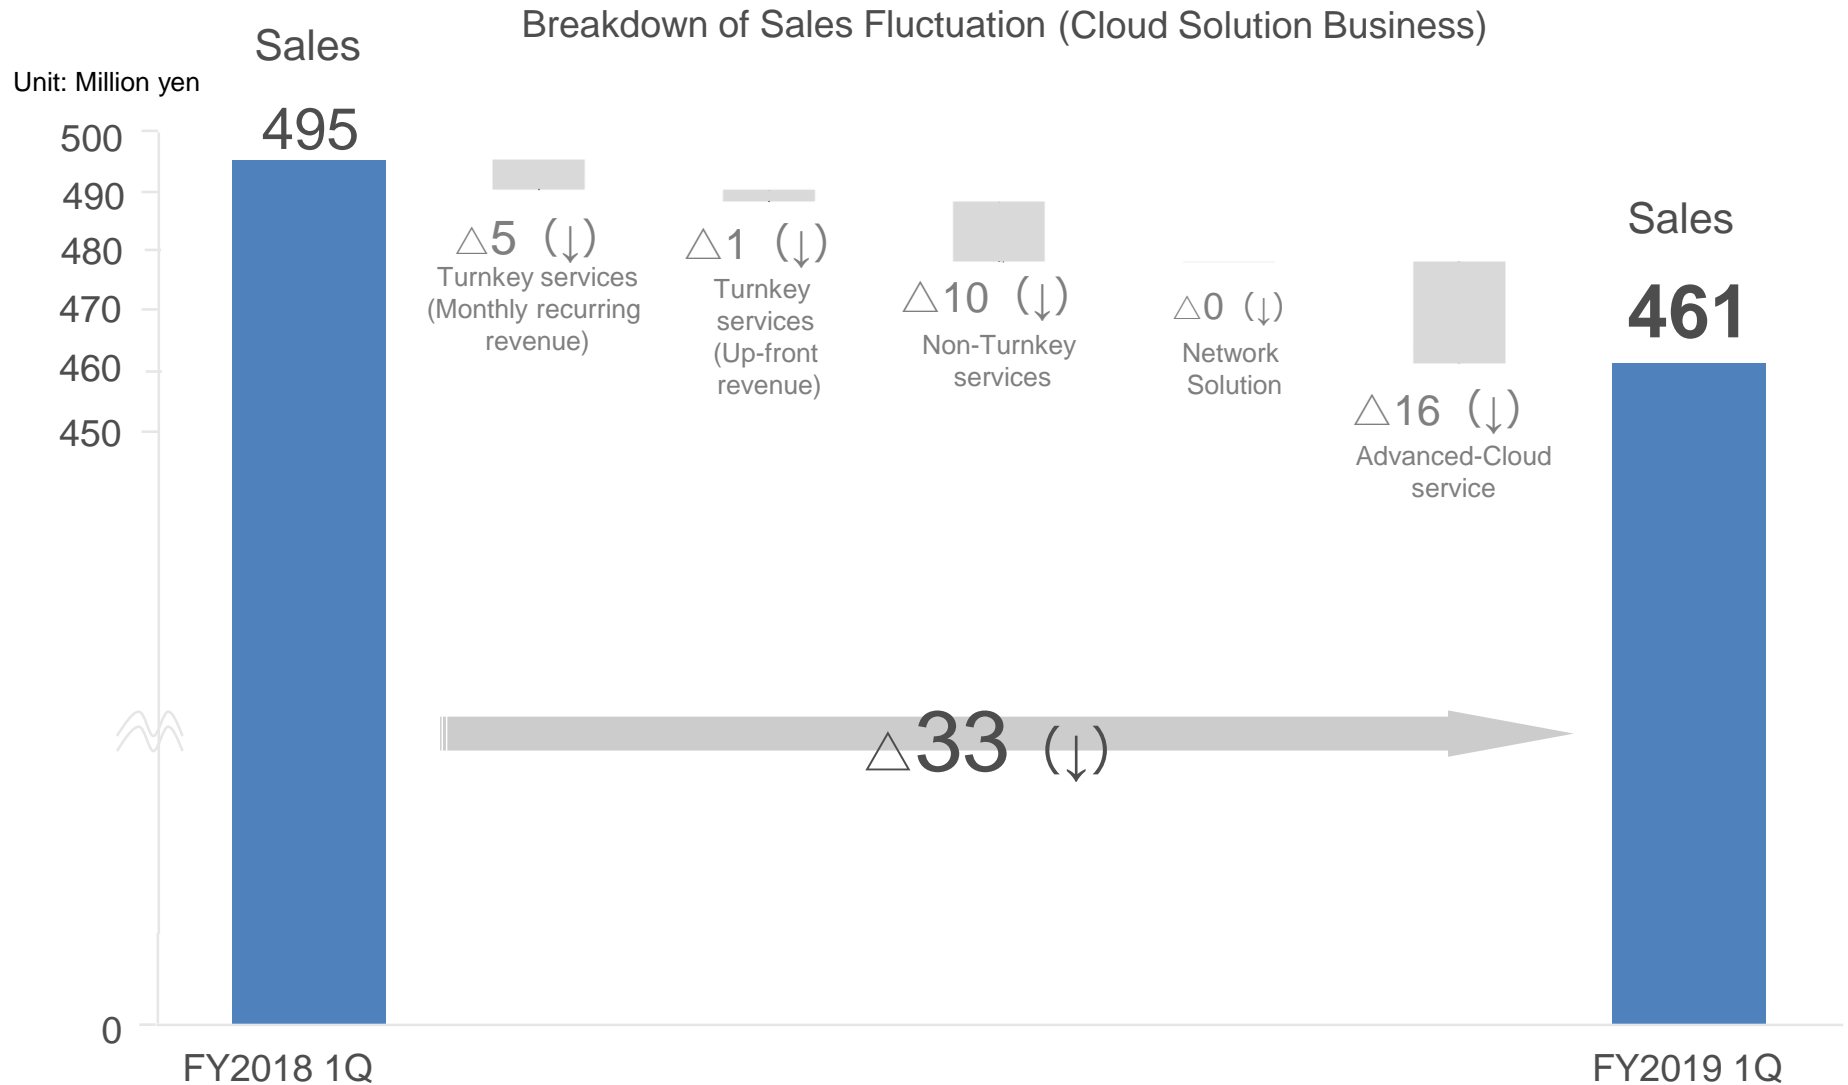 Breakdown of Sales Fluctuation (Cloud Solution Business)
Sales
Unit: Million yen
495
500
490
480
470
460
450
0
△5 (↓)
Turnkey services
(Monthly recurring
revenue)
△1 (↓)
Turnkey
services
(Up-front
revenue)
△10 (↓)
Non-Turnkey
services
△0 (↓)
Network
Solution
△16 (↓)
Advanced-Cloud
service
Sales
461
△33 (↓)
FY2018 1Q
FY2019 1Q